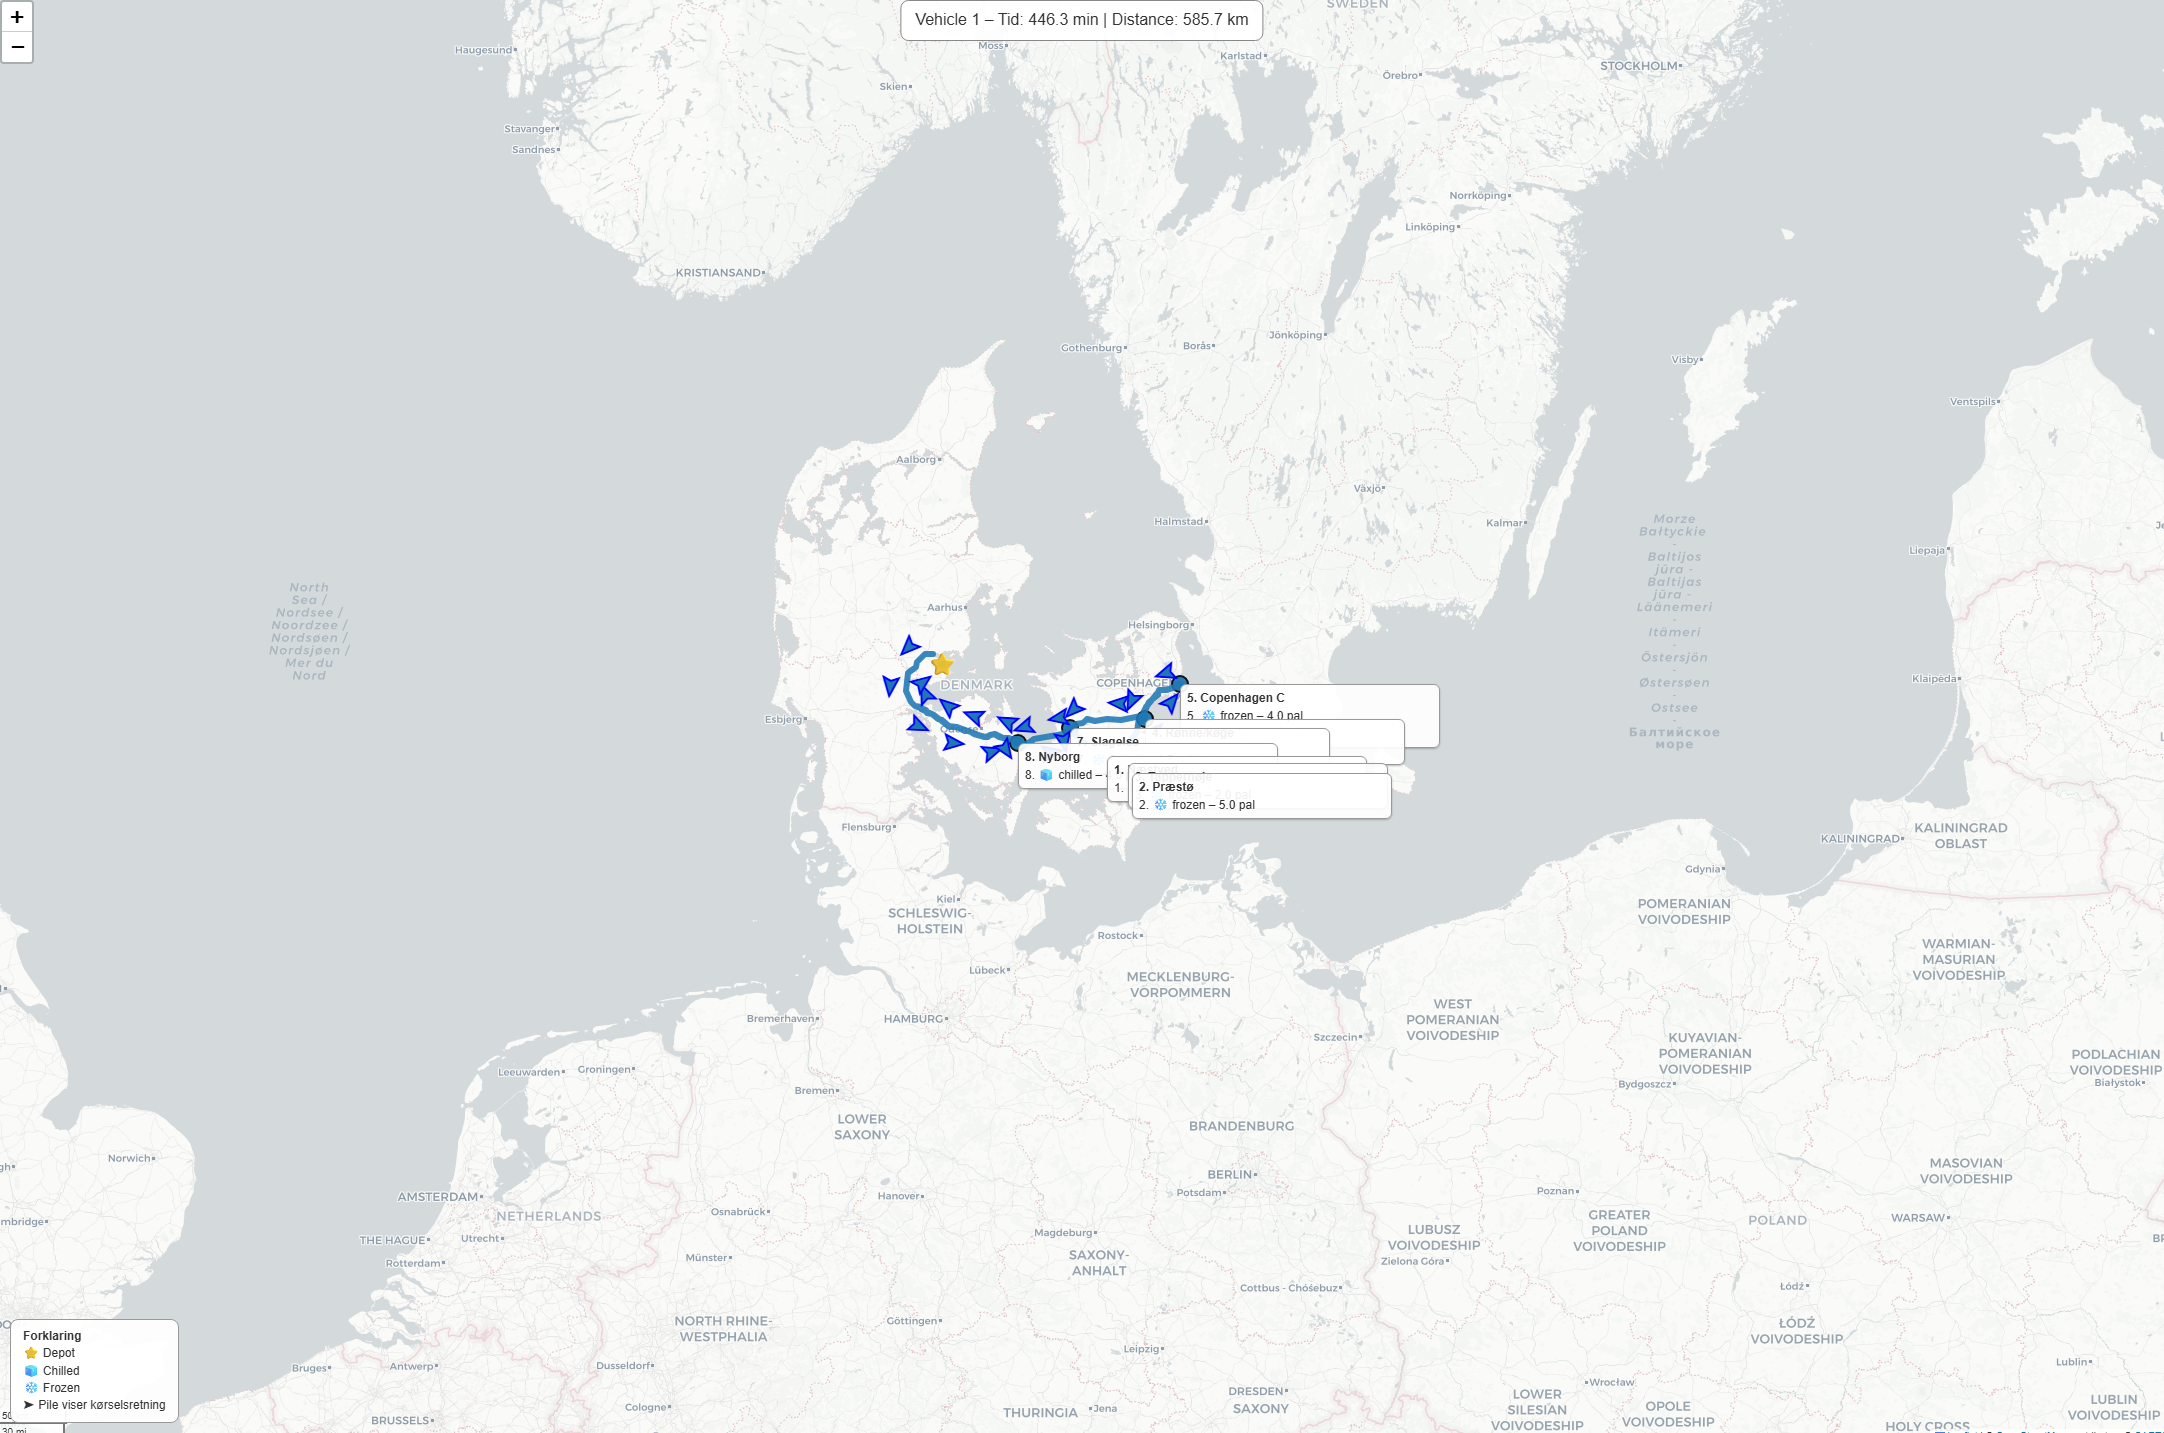 +
−
Vehicle 1 – Tid: 446.3 min | Distance: 585.7 km
SWEDEN
Haugesund
Moss
Karlstad
STOCKHOLM
Örebro
Skien
Stavanger
Sandnes
Norrköping
Linköping
KRISTIANSAND
Jönköping
Gothenburg
Borås
Visby
Ventspils
Aalborg
Växjö
Halmstad
Kalmar
Liepaja
Morze
Bałtyckie
-
Baltijos
jūra -
Baltijas
jūra -
Läänemeri
-
Itämeri
-
Östersjön
-
Østersøen
-
Ostsee
-
Балтийское
море
North
Sea /
Nordsee /
Noordzee /
Nordsøen /
Nordsjøen /
Mer du
Nord
Aarhus
Helsingborg
DENMARK
COPENHAGEN
Klaipėda
Esbjerg
5. Copenhagen C
5. frozen – 4.0 pal
4. Rønnekøge
7. Slagelse
8. Nyborg
8. chilled –
1.
1.
2. Præstø
2. frozen – 5.0 pal
Flensburg
KALININGRAD
KALININGRAD
OBLAST
Gdynia
Kiel
SCHLESWIG-
HOLSTEIN
POMERANIAN
VOIVODESHIP
Rostock
WARMIAN-
MASURIAN
VOIVODESHIP
Lübeck
MECKLENBURG-
VORPOMMERN
WEST
POMERANIAN
VOIVODESHIP
Bremerhaven
HAMBURG
Szczecin
KUYAVIAN-
POMERANIAN
VOIVODESHIP
PODLACHIAN
VOIVODESHIP
Białystok
Leeuwarden
Groningen
Bydgoszcz
Bremen
LOWER
SAXONY
BRANDENBURG
Norwich
BERLIN
Potsdam
MASOVIAN
VOIVODESHIP
AMSTERDAM
Hanover
Poznan
NETHERLANDS
Osnabrück
GREATER
POLAND
VOIVODESHIP
POLAND
WARSAW
mbridge
THE HAGUE
Utrecht
Magdeburg
LUBUSZ
VOIVODESHIP
Zielona Góra
Rotterdam
Münster
SAXONY-
ANHALT
Cottbus - Chóśebuz
Łódź
NORTH RHINE-
WESTPHALIA
Göttingen
ŁÓDŹ
VOIVODESHIP
Forklaring
Depot
Chilled
Frozen
Pile viser kørselsretning
Bruges
Antwerp
Dusseldorf
Leipzig
Lublin
Wrocław
DRESDEN
SAXONY
LOWER
SILESIAN
VOIVODESHIP
OPOLE
VOIVODESHIP
LUBLIN
VOIVODESHIP
BRUSSELS
Cologne
THURINGIA
Jena
HOLY CROSS
50
30 mi